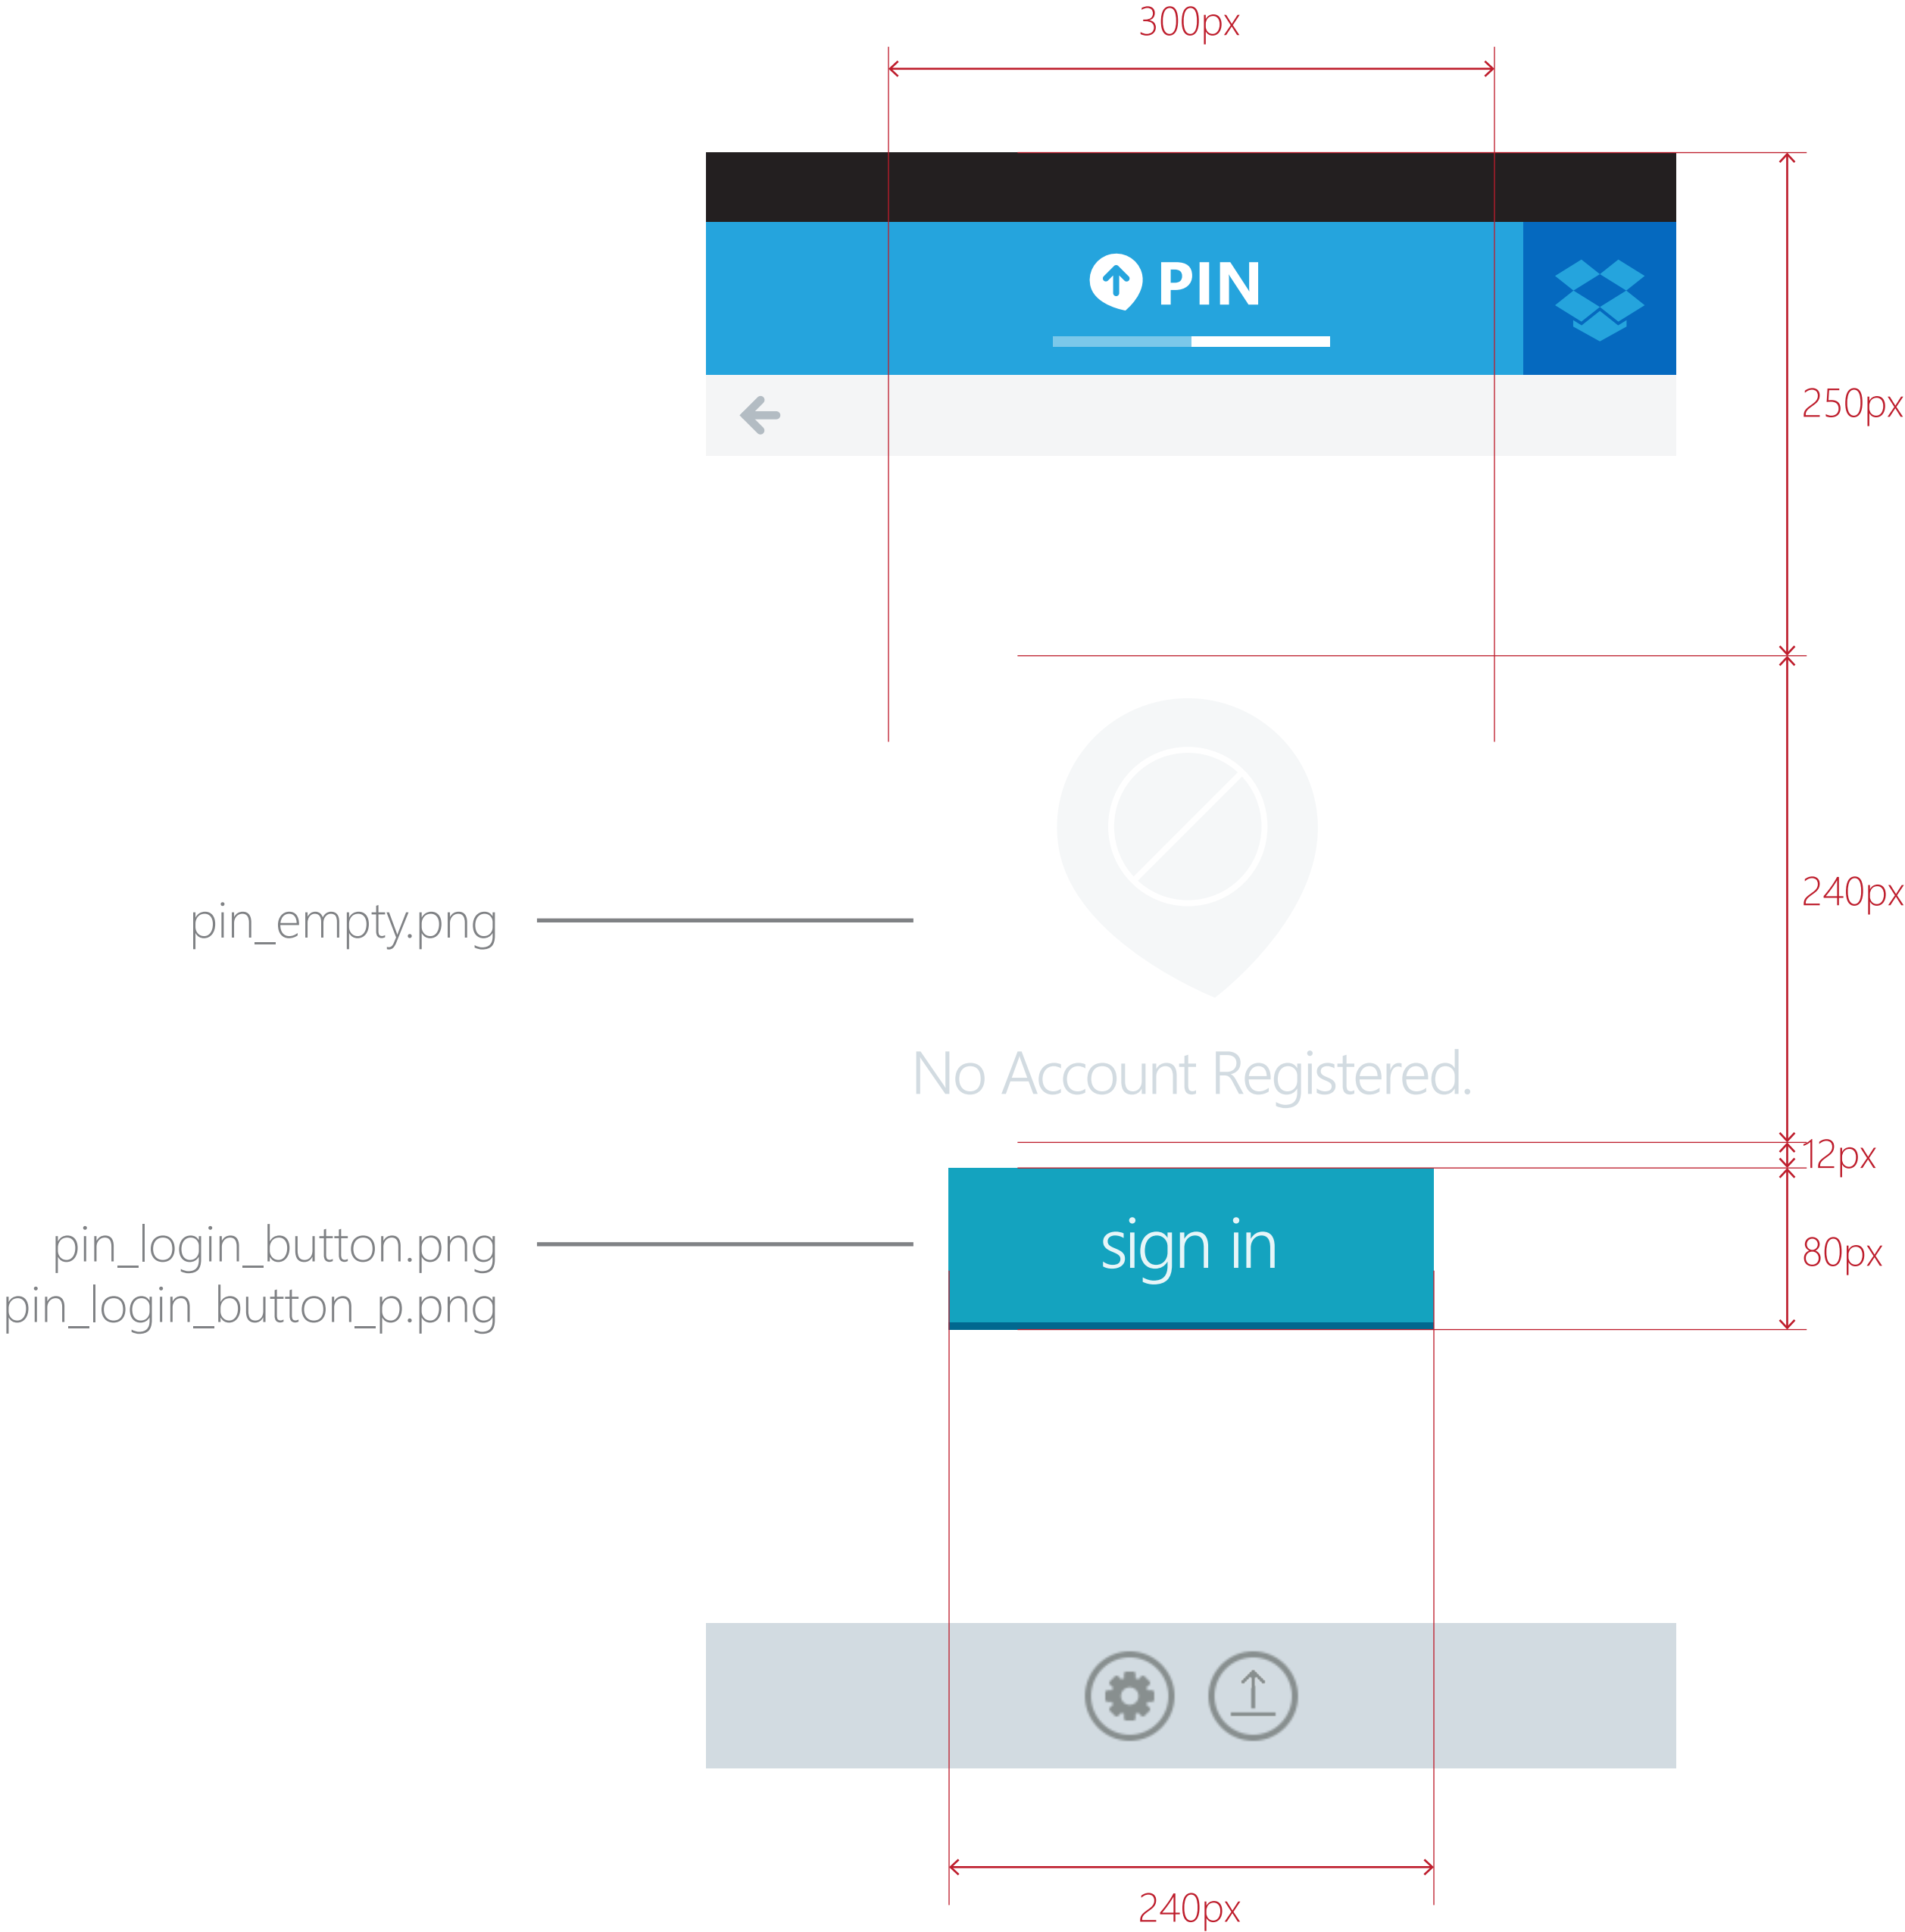 300px
PIN
250px
240px
pin_empty.png
No Account Registered.
12px
sign in
80px
pin_login_button.png
pin_login_button_p.png
240px